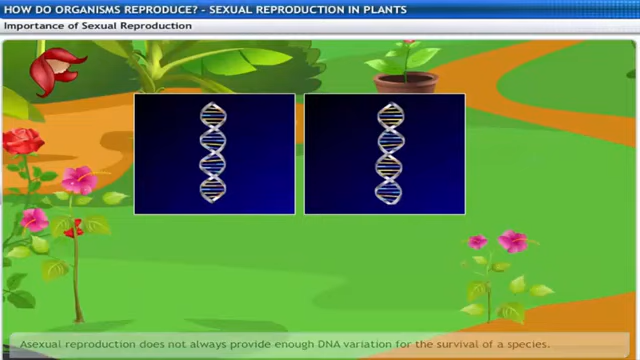 HOW DO ORGANISMS REPRODUCE? - SEXUAL REPRODUCTION IN PLANTS
Importance of Sexual Reproduction
Asexual reproduction does not always provide enough DNA variation for the survival of a species.